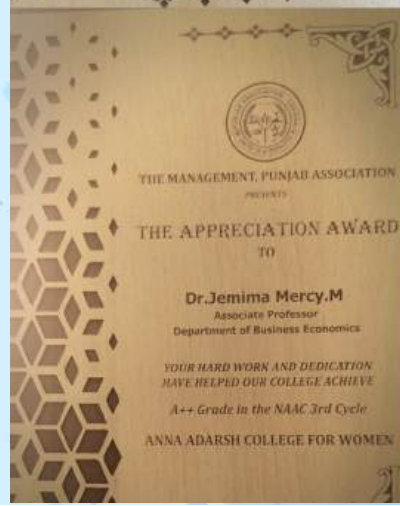 THE MANAGEMENT, PUNJAB ASSOCIATION
PRESENTS
THE APPRECIATION AWARD
TO
Dr.Jemima Mercy.M
Associate Professor
Department of Business Economics
YOUR HARD WORK AND DEDICATION
HAVE HELPED OUR COLLEGE ACHIEVE
A++ Grade in the NAAC 3rd Cycle
ANNA ADARSH COLLEGE FOR WOMEN